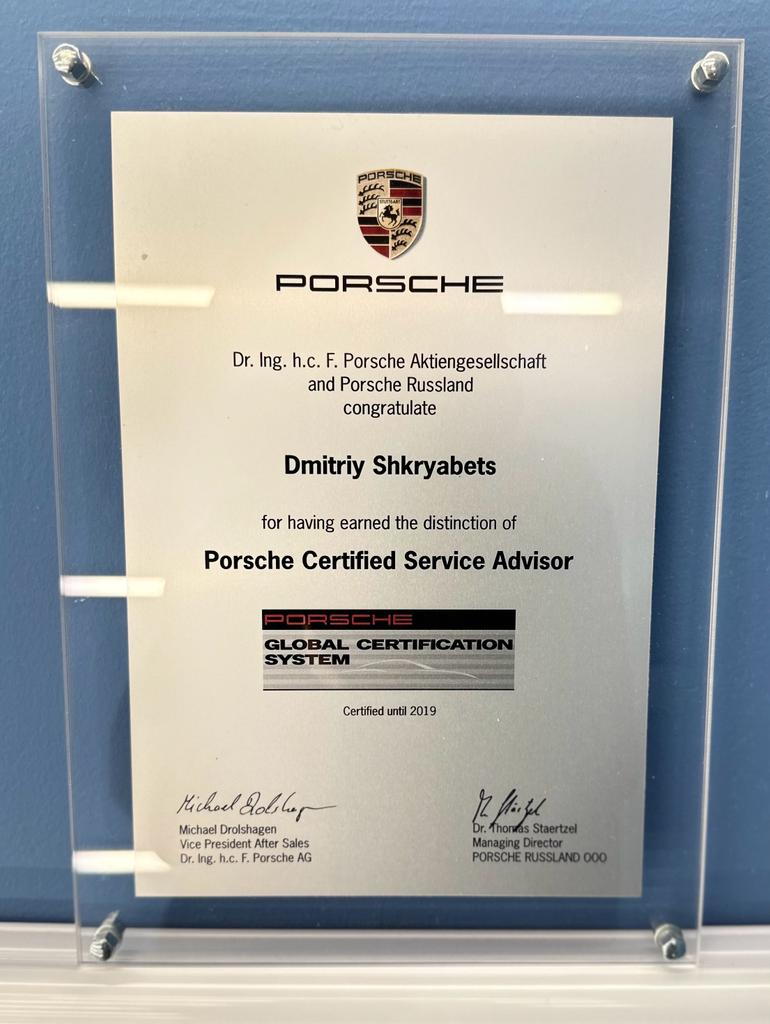 PORSCHE
STUTTGART
PORSCHE
Dr. Ing. h.c. F. Porsche Aktiengesellschaft
and Porsche Russland
congratulate
Dmitriy Shkryabets
for having earned the distinction of
Porsche Certified Service Advisor
PORSCHE
GLOBAL CERTIFICATION
SYSTEM
Certified until 2019
Michael Drolshagen
Michael Drolshagen
Vice President After Sales
Dr. Ing. h.c. F. Porsche AG
Dr. Thomas Staertzel
Managing Director
PORSCHE RUSSLAND OOO